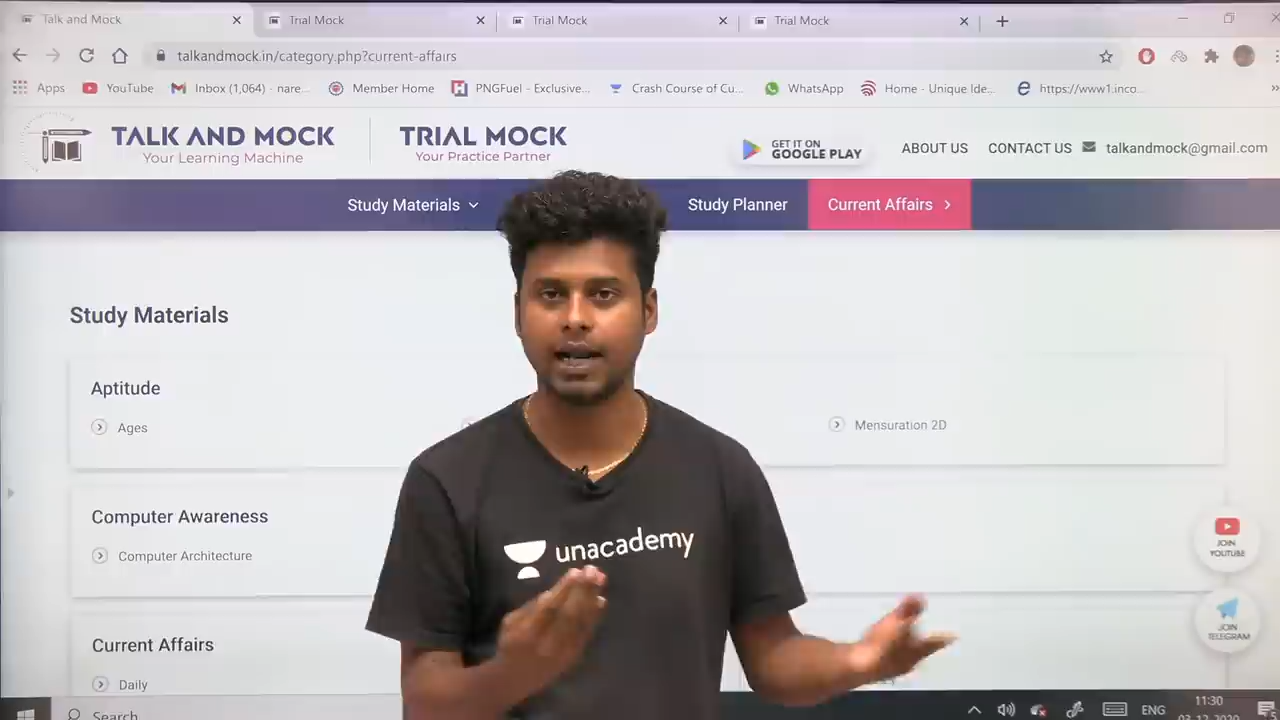 Talk and Mock
Trial Mock
Trial Mock
Trial Mock
talkandmock.in/category.php?current-affairs
Apps
YouTube
Inbox (1,064) - nare...
Member Home
PNGFuel - Exclusive...
Crash Course of Cu...
WhatsApp
Home - Unique Ide...
https://www1.inco...
TALK AND MOCK
Your Learning Machine
TRIAL MOCK
Your Practice Partner
GET IT ON
GOOGLE PLAY
ABOUT US
CONTACT US
talkandmock@gmail.com
Study Materials
Study Planner
Current Affairs
Study Materials
Aptitude
Ages
Mensuration 2D
Computer Awareness
Computer Architecture
Current Affairs
Daily
unacademy
JOIN
YOUTUBE
JOIN
TELEGRAM
Search
ENG
11:30
03-12-2020